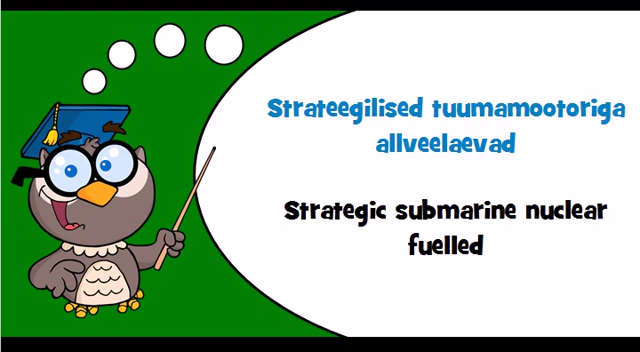 Strateegilised tuumamootoriga
allveelaevad
Strategic submarine nuclear
fuelled